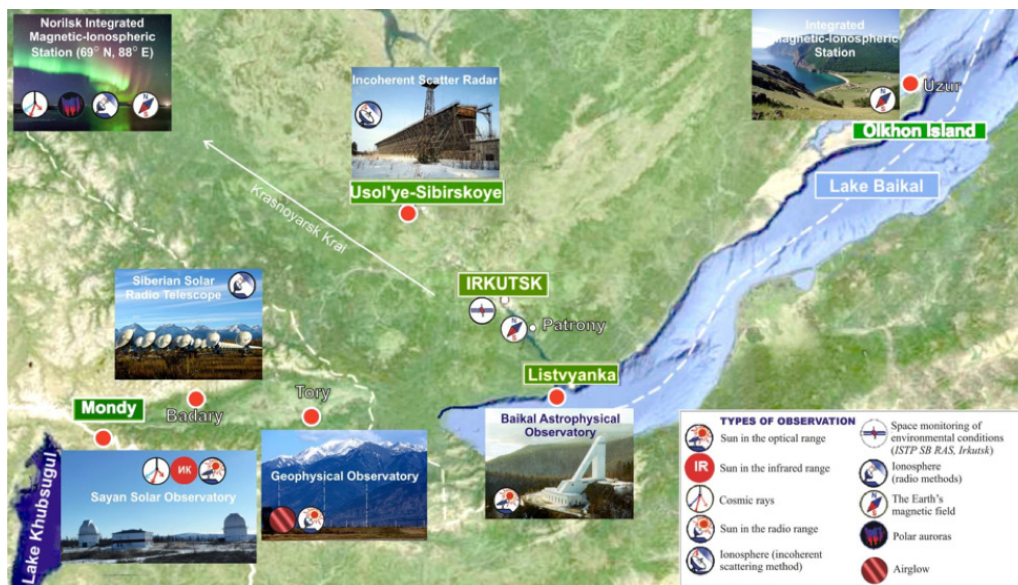 Norilsk Integrated
Magnetic-Ionospheric
Station (69° N, 88° E)
Integrated
Magnetic-Ionospheric
Station
Uzur
Olkhon Island
Lake Baikal
Incoherent Scatter Radar
Usol'ye-Sibirskoye
Krasnoyarsk Krai
Siberian Solar
Radio Telescope
IRKUTSK
N
Patrony
Listvyanka
Mondy
Badary
Tory
Baikal Astrophysical
Observatory
ИК
Sayan Solar Observatory
Geophysical Observatory
Lake Khubsugul
TYPES OF OBSERVATION
Sun in the optical range
IR
Sun in the infrared range
Cosmic rays
Sun in the radio range
Ionosphere (incoherent
scattering method)
Space monitoring of
environmental conditions
(ISTP SB RAS, Irkutsk)
Ionosphere
(radio methods)
N
The Earth's
magnetic field
Polar auroras
Airglow